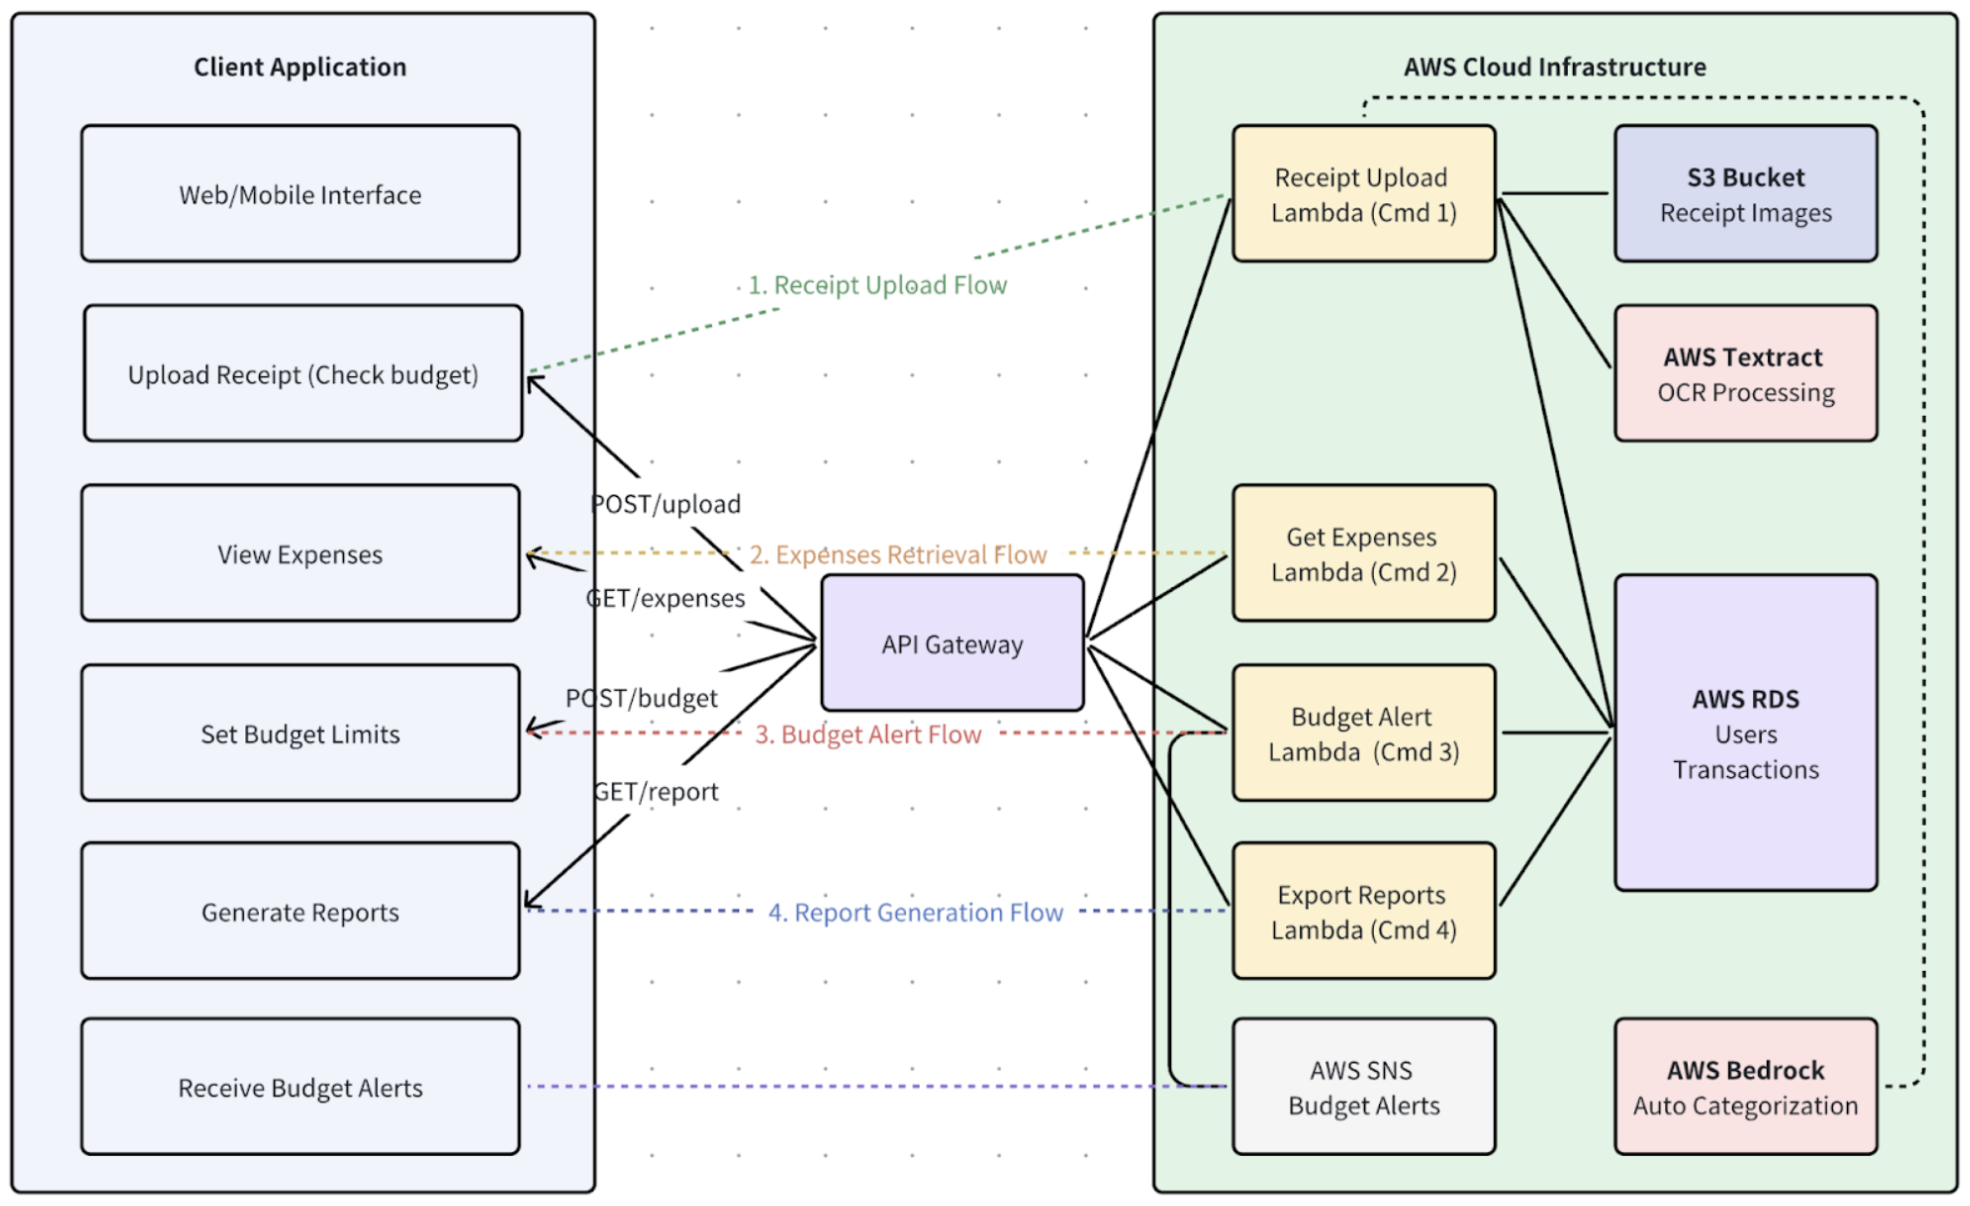 Client Application
Web/Mobile Interface
Upload Receipt (Check budget)
View Expenses
Set Budget Limits
Generate Reports
Receive Budget Alerts
1. Receipt Upload Flow
POST/upload
2. Expenses Retrieval Flow
GET/expenses
API Gateway
POST/budget
3. Budget Alert Flow
GET/report
4. Report Generation Flow
AWS Cloud Infrastructure
Receipt Upload
Lambda (Cmd 1)
S3 Bucket
Receipt Images
AWS Textract
OCR Processing
Get Expenses
Lambda (Cmd 2)
Budget Alert
Lambda (Cmd 3)
AWS RDS
Users
Transactions
Export Reports
Lambda (Cmd 4)
AWS SNS
Budget Alerts
AWS Bedrock
Auto Categorization